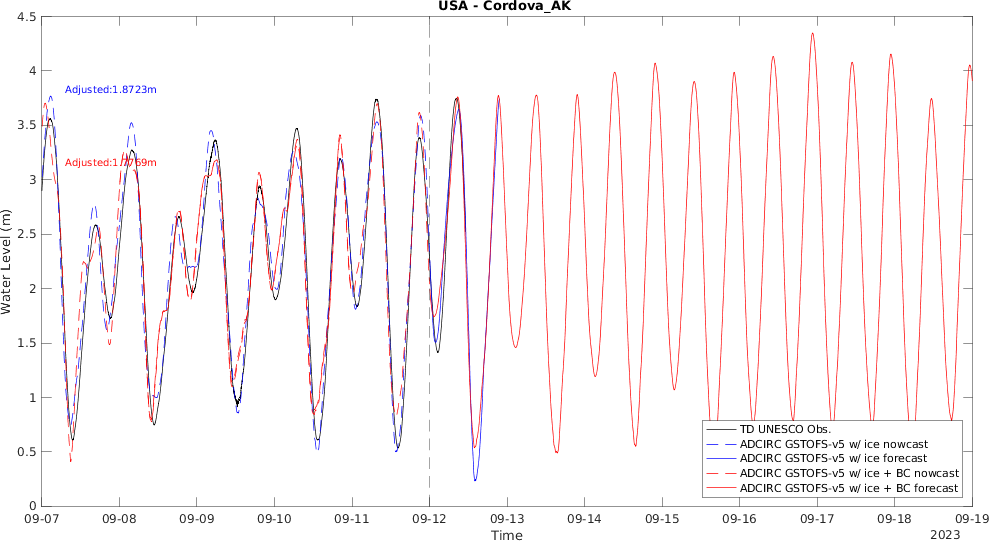 USA - Cordova_AK
4.5
4
3.5
3
2.5
2
1.5
1
0.5
0
Water Level (m)
Adjusted:1.8723m
TD UNESCO Obs.
ADCIRC GSTOFS-v5 w/ ice nowcast
ADCIRC GSTOFS-v5 w/ ice forecast
ADCIRC GSTOFS-v5 w/ ice + BC nowcast
ADCIRC GSTOFS-v5 w/ ice + BC forecast
09-07 09-08 09-09 09-10 09-11 09-12 09-13 09-14 09-15 09-16 09-17 09-18 09-19
Time
2023